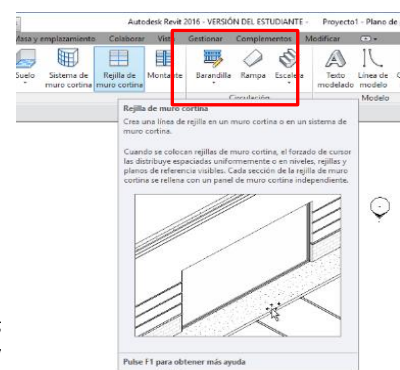 Autodesk Revit 2016 - VERSIÓN DEL ESTUDIANTE - Proyecto1 - Plano de
Masa y emplazamiento Colaborar Vista Gestionar Complementos Modificar
Suelo Sistema de muro cortina Rejilla de muro cortina Montante Barandilla Rampa Escalera Texto modelado Línea de modelo
Circulación Modelo
Rejilla de muro cortina
Crea una línea de rejilla en un muro cortina o en un sistema de
muro cortina.
Cuando se colocan rejillas de muro cortina, el forzado de cursor
las distribuye espaciadas uniformemente o en niveles, rejillas y
planos de referencia visibles. Cada sección de la rejilla de muro
cortina se rellena con un panel de muro cortina independiente.
Pulse F1 para obtener más ayuda